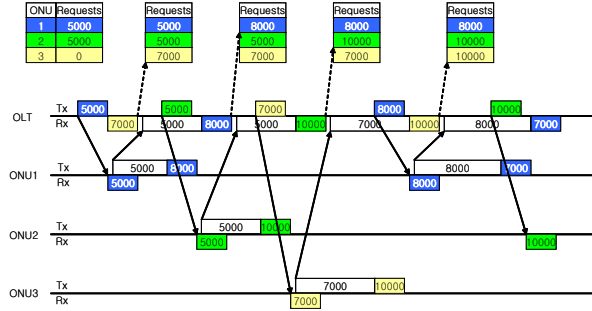 ONU Requests Requests Requests Requests Requests
1 5000 5000 8000 8000 8000
2 5000 5000 5000 10000 10000
3 0 7000 7000 7000 10000
Tx 5000 5000 7000 8000 10000
OLT
Rx 7000 5000 8000 5000 10000 7000 10000 8000 7000
Tx 5000 8000 8000 7000
ONU1
Rx 5000 8000
Tx 5000 10000
ONU2
Rx 5000 10000
Tx 7000 10000
ONU3
Rx 7000